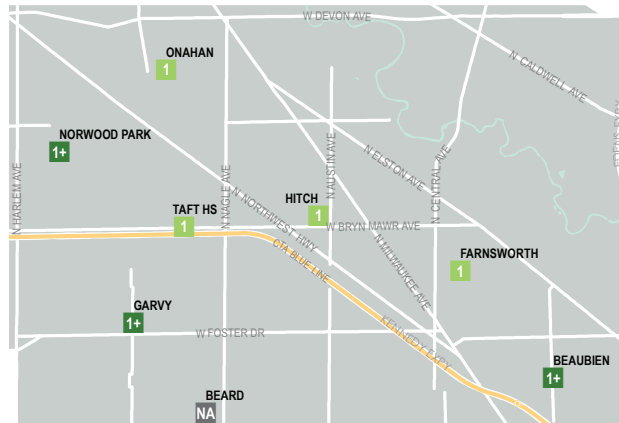 W DEVON AVE
ONAHAN
1
N CALDWELL AVE
EDENS EXPY
NORWOOD PARK
1+
N HARLEM AVE
N NAGLE AVE
N AUSTIN AVE
N ELSTON AVE
N CENTRAL AVE
TAFT HS
1
N NORTHWEST HWY
HITCH
1
W BRYN MAWR AVE
CTA BLUE LINE
N MILWAUKEE AVE
FARNSWORTH
1
GARVY
1+
W FOSTER DR
KENNEDY EXPY
BEAUBIEN
1+
BEARD
NA